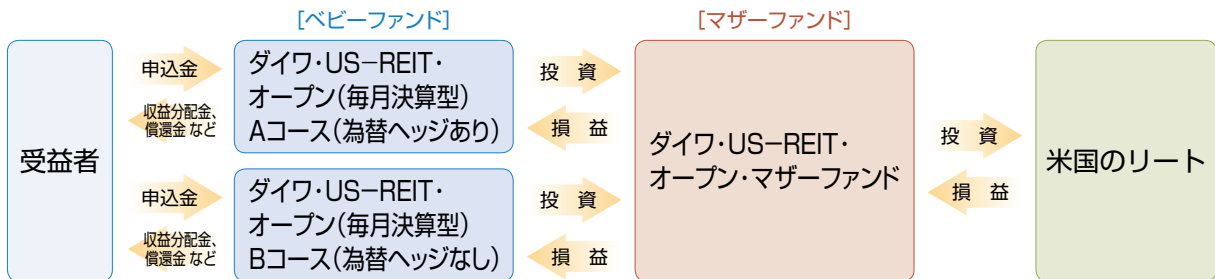 [ベビーファンド]
[マザーファンド]
受益者
申込金
収益分配金、
償還金 など
ダイワ・US−REIT・
オープン(毎月決算型)
Aコース(為替ヘッジあり)
投 資
損 益
申込金
収益分配金、
償還金 など
ダイワ・US−REIT・
オープン(毎月決算型)
Bコース(為替ヘッジなし)
投 資
損 益
ダイワ・US−REIT・
オープン・マザーファンド
投 資
損 益
米国のリート